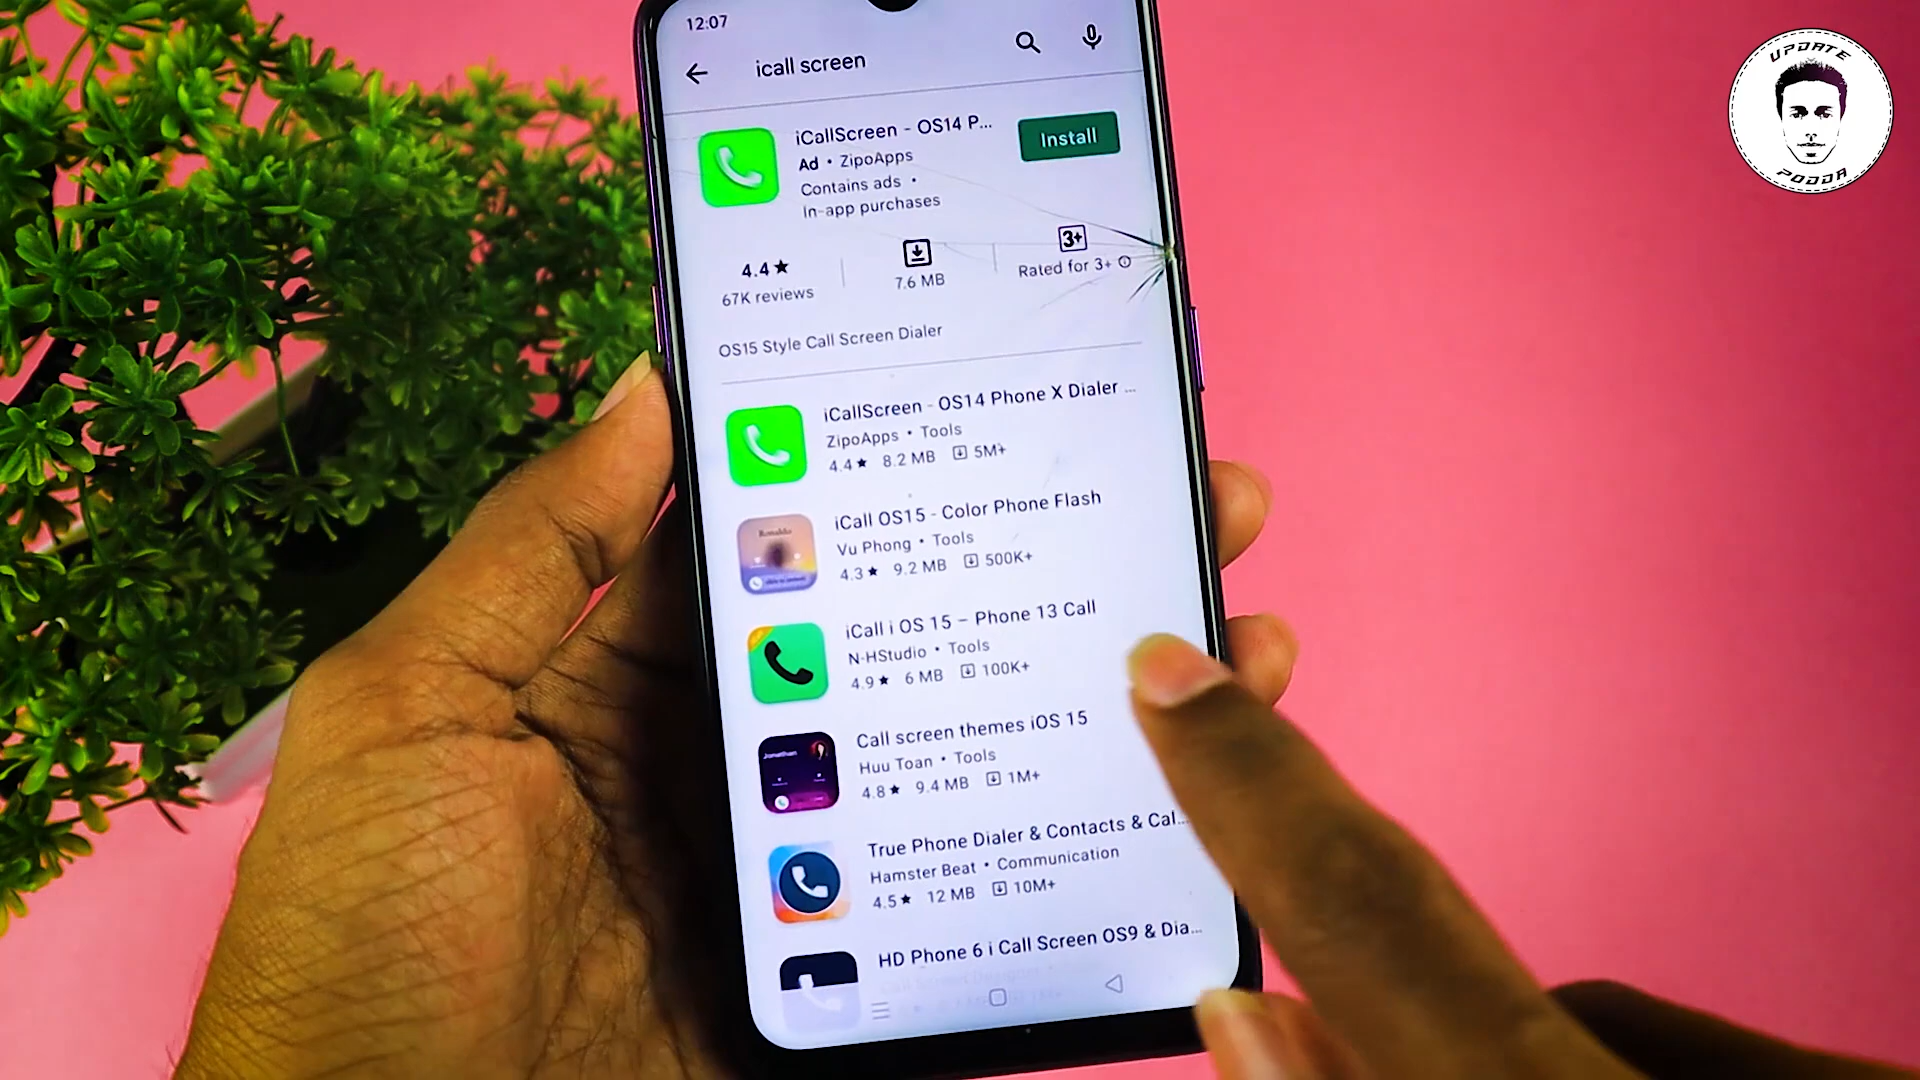 12:07
icall screen
iCallScreen - OS14 P...
Ad • ZipoApps
Contains ads •
In-app purchases
Install
4.4★
67K reviews
7.6 MB
3+
Rated for 3+
OS15 Style Call Screen Dialer
iCallScreen - OS14 Phone X Dialer ...
ZipoApps • Tools
4.4★ 8.2 MB 5M+
iCall OS15 - Color Phone Flash
Vu Phong • Tools
4.3★ 9.2 MB 500K+
iCall i OS 15 – Phone 13 Call
N-HStudio • Tools
4.9★ 6 MB 100K+
Call screen themes iOS 15
Huu Toan • Tools
4.8★ 9.4 MB 1M+
True Phone Dialer & Contacts & Cal...
Hamster Beat • Communication
4.5★ 12 MB 10M+
HD Phone 6 i Call Screen OS9 & Dia...
UPDATE
PODDA